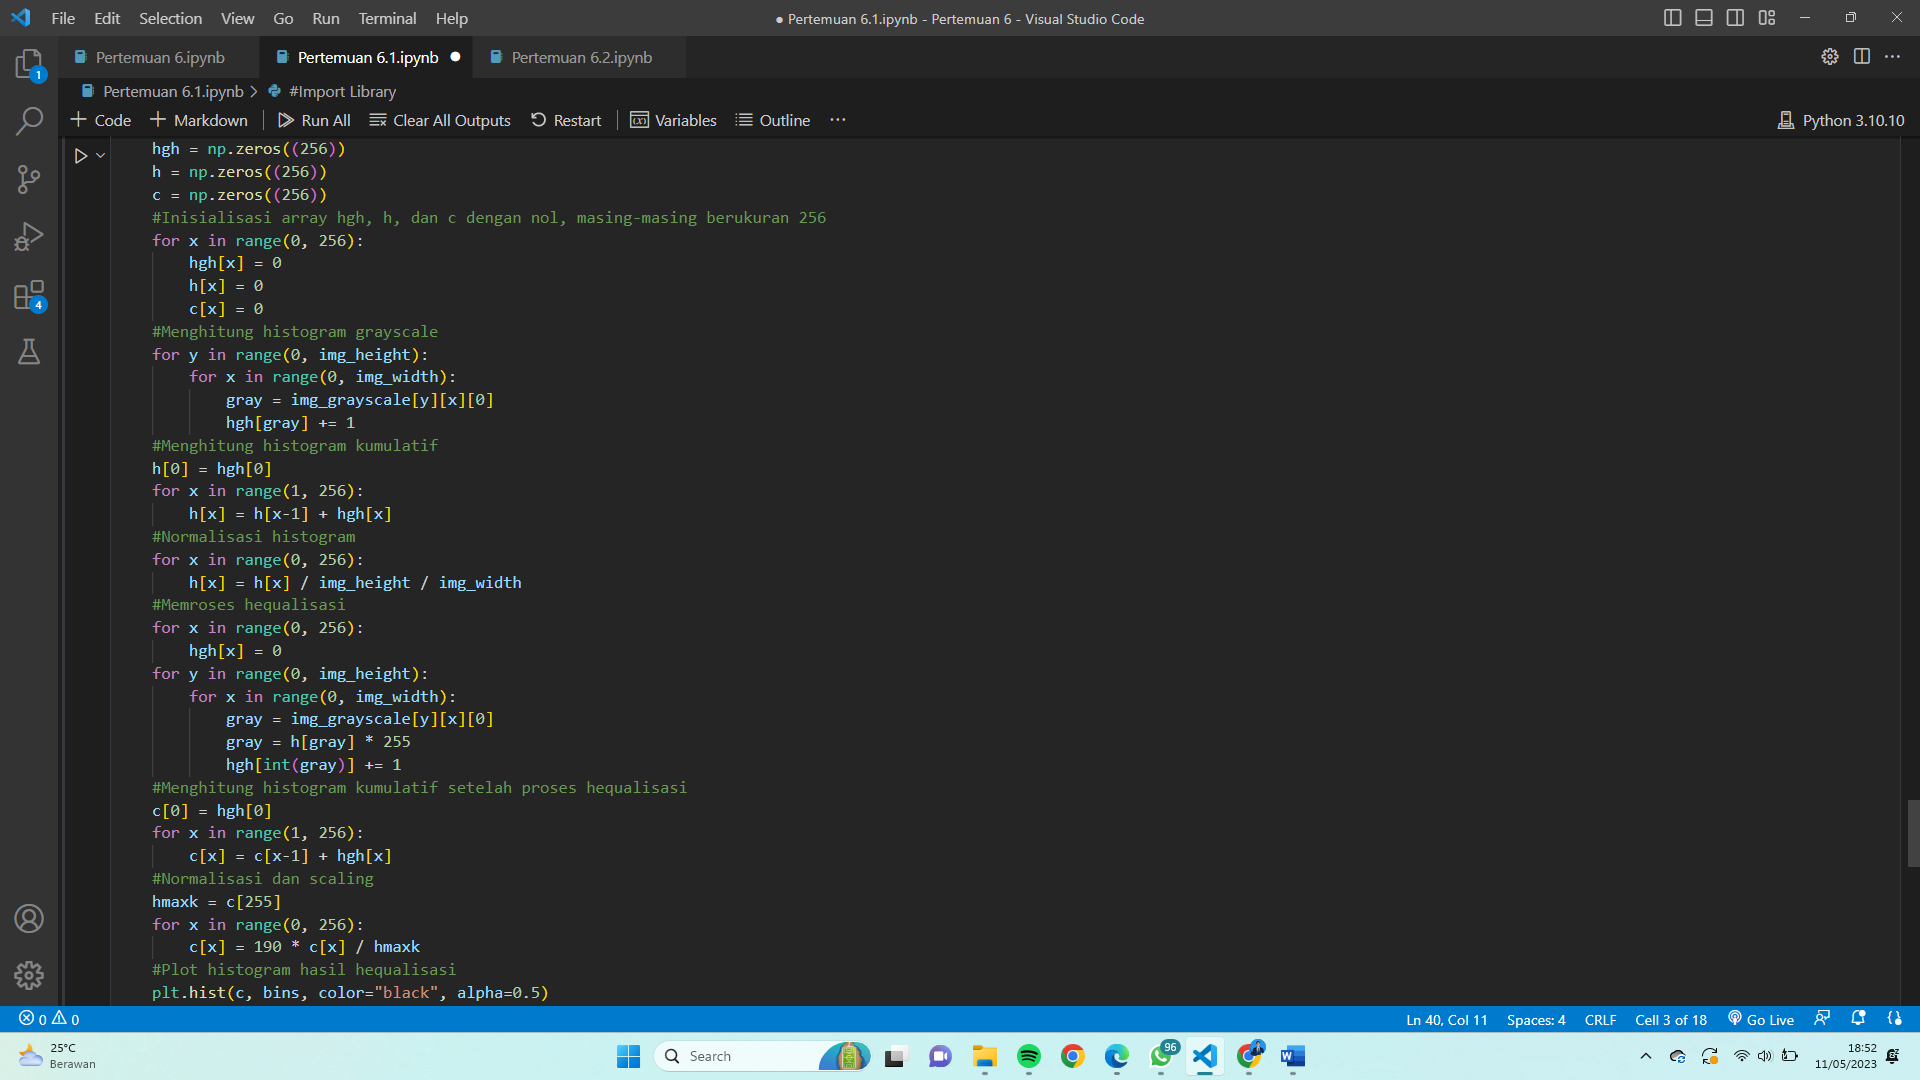 File Edit Selection View Go Run Terminal Help
● Pertemuan 6.1.ipynb - Pertemuan 6 - Visual Studio Code
Pertemuan 6.ipynb
Pertemuan 6.1.ipynb ●
Pertemuan 6.2.ipynb
Pertemuan 6.1.ipynb > #Import Library
+ Code + Markdown Run All Clear All Outputs Restart Variables Outline ··· Python 3.10.10
hgh = np.zeros((256))
h = np.zeros((256))
c = np.zeros((256))
#Inisialisasi array hgh, h, dan c dengan nol, masing-masing berukuran 256
for x in range(0, 256):
    hgh[x] = 0
    h[x] = 0
    c[x] = 0
#Menghitung histogram grayscale
for y in range(0, img_height):
    for x in range(0, img_width):
        gray = img_grayscale[y][x][0]
        hgh[gray] += 1
#Menghitung histogram kumulatif
h[0] = hgh[0]
for x in range(1, 256):
    h[x] = h[x-1] + hgh[x]
#Normalisasi histogram
for x in range(0, 256):
    h[x] = h[x] / img_height / img_width
#Memroses hequalisasi
for x in range(0, 256):
    hgh[x] = 0
for y in range(0, img_height):
    for x in range(0, img_width):
        gray = img_grayscale[y][x][0]
        gray = h[gray] * 255
        hgh[int(gray)] += 1
#Menghitung histogram kumulatif setelah proses hequalisasi
c[0] = hgh[0]
for x in range(1, 256):
    c[x] = c[x-1] + hgh[x]
#Normalisasi dan scaling
hmaxk = c[255]
for x in range(0, 256):
    c[x] = 190 * c[x] / hmaxk
#Plot histogram hasil hequalisasi
plt.hist(c, bins, color="black", alpha=0.5)
1
4
0 0
Ln 40, Col 11 Spaces: 4 CRLF Cell 3 of 18 Go Live
25°C
Berawan
Search
96
18:52
11/05/2023